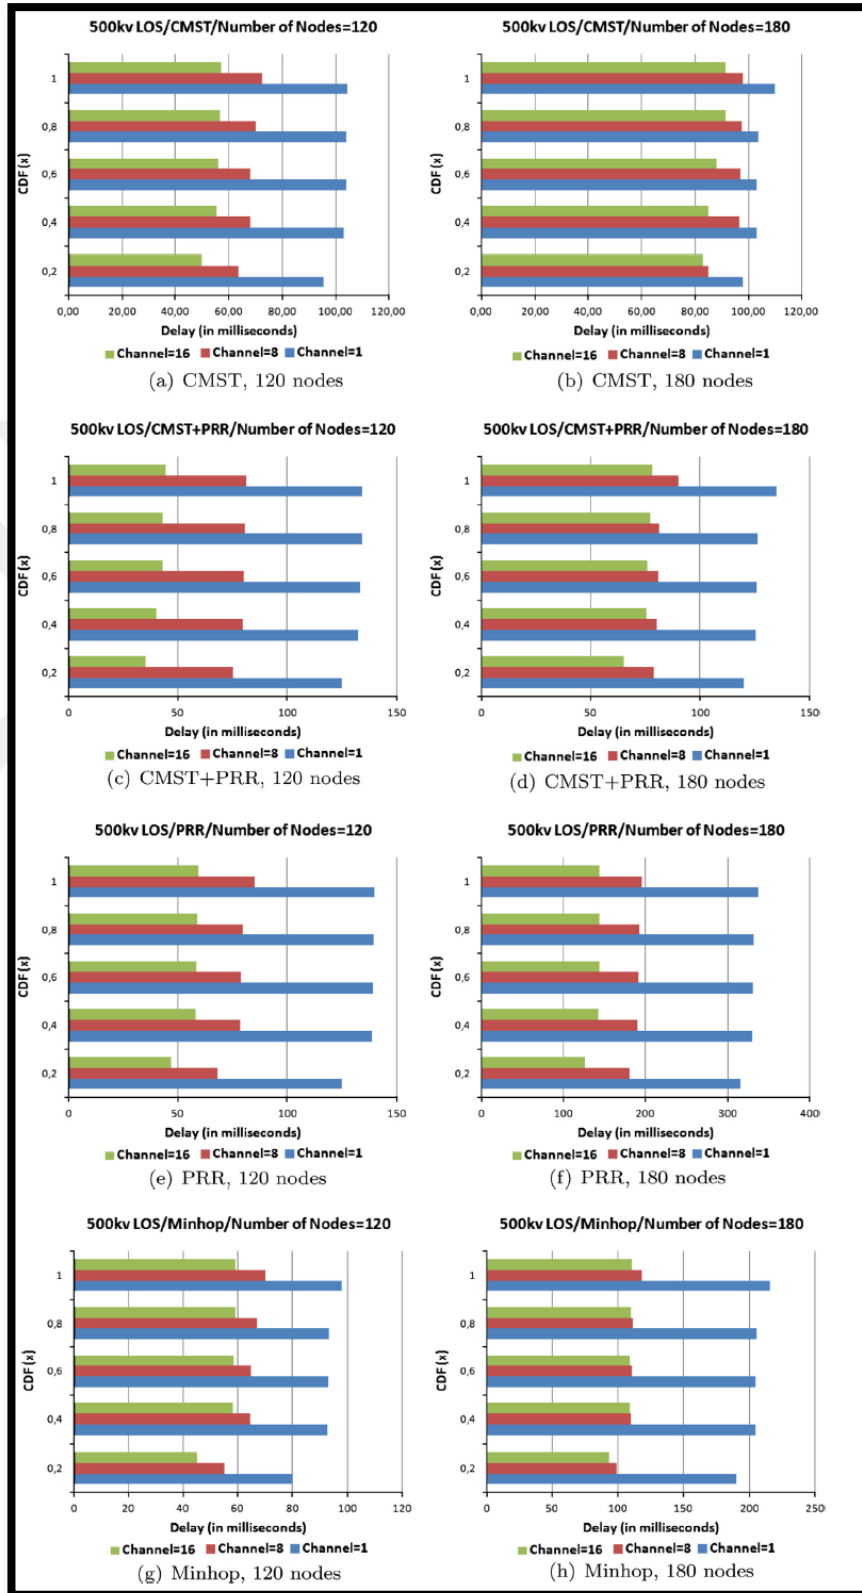 500kv LOS/CMST/Number of Nodes=120
CDF (x)
1
0,8
0,6
0,4
0,2
0,00 20,00 40,00 60,00 80,00 100,00 120,00
Delay (in milliseconds)
Channel=16 Channel=8 Channel=1
(a) CMST, 120 nodes
500kv LOS/CMST/Number of Nodes=180
1
0,8
0,6
0,4
0,2
0,00 20,00 40,00 60,00 80,00 100,00 120,00
Delay (in milliseconds)
Channel=16 Channel=8 Channel=1
(b) CMST, 180 nodes
500kv LOS/CMST+PRR/Number of Nodes=120
CDF (x)
1
0,8
0,6
0,4
0,2
0 50 100 150
Delay (in milliseconds)
Channel=16 Channel=8 Channel=1
(c) CMST+PRR, 120 nodes
500kv LOS/CMST+PRR/Number of Nodes=180
CDF (x)
1
0,8
0,6
0,4
0,2
0 50 100 150
Delay (in milliseconds)
Channel=16 Channel=8 Channel=1
(d) CMST+PRR, 180 nodes
500kv LOS/PRR/Number of Nodes=120
CDF (x)
1
0,8
0,6
0,4
0,2
0 50 100 150
Delay (in milliseconds)
Channel=16 Channel=8 Channel=1
(e) PRR, 120 nodes
500kv LOS/PRR/Number of Nodes=180
CDF (x)
1
0,8
0,6
0,4
0,2
0 100 200 300 400
Delay (in milliseconds)
Channel=16 Channel=8 Channel=1
(f) PRR, 180 nodes
500kv LOS/Minhop/Number of Nodes=120
CDF (x)
1
0,8
0,6
0,4
0,2
0 20 40 60 80 100 120
Delay (in milliseconds)
Channel=16 Channel=8 Channel=1
(g) Minhop, 120 nodes
500kv LOS/Minhop/Number of Nodes=180
CDF (x)
1
0,8
0,6
0,4
0,2
0 50 100 150 200 250
Delay (in milliseconds)
Channel=16 Channel=8 Channel=1
(h) Minhop, 180 nodes